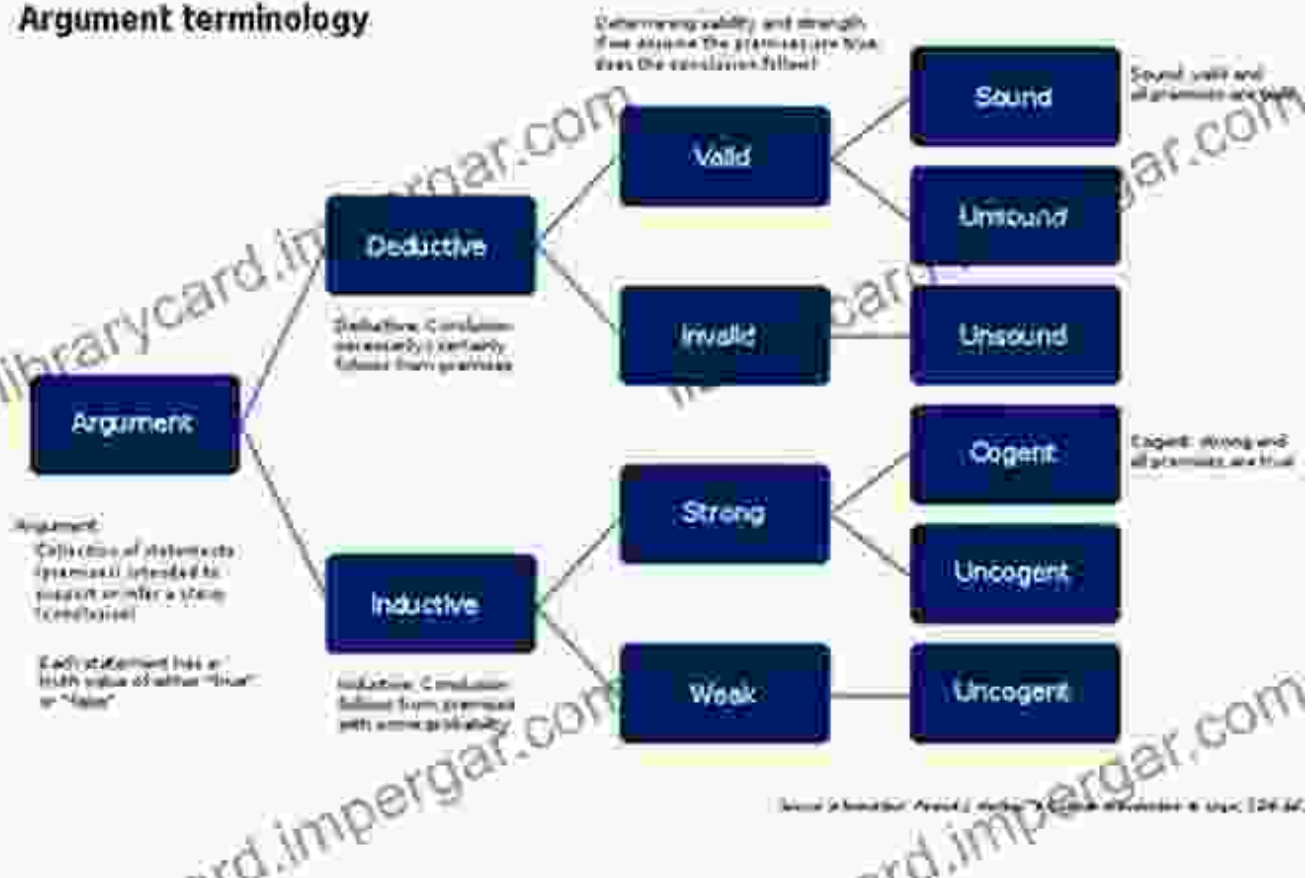 Argument terminology
Determining validity and strength
If we assume the premises are true,
does the conclusion follow?
Sound
Sound: valid and
all premises are
Valid
Unsound
Deductive
Deductive: Conclusion
necessarily / certainly
follows from premises
Invalid
Unsound
Argument
Cogent
Cogent: strong and
all premises are true
Strong
Argument:
Collection of statements
(premises) intended to
support or infer a
(conclusion)
Uncogent
Inductive
Inductive: Conclusion
follows from premises
with some probability
Each statement has a
truth value of either "true"
or "false"
Weak
Uncogent
librarycard.impergar.com